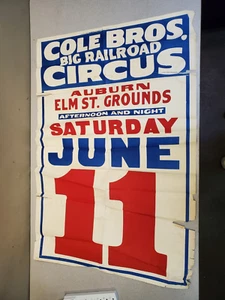 COLE BROS.
BIG RAILROAD
CIRCUS
AUBURN
ELM ST. GROUNDS
AFTERNOON AND NIGHT
SATURDAY
JUNE
11